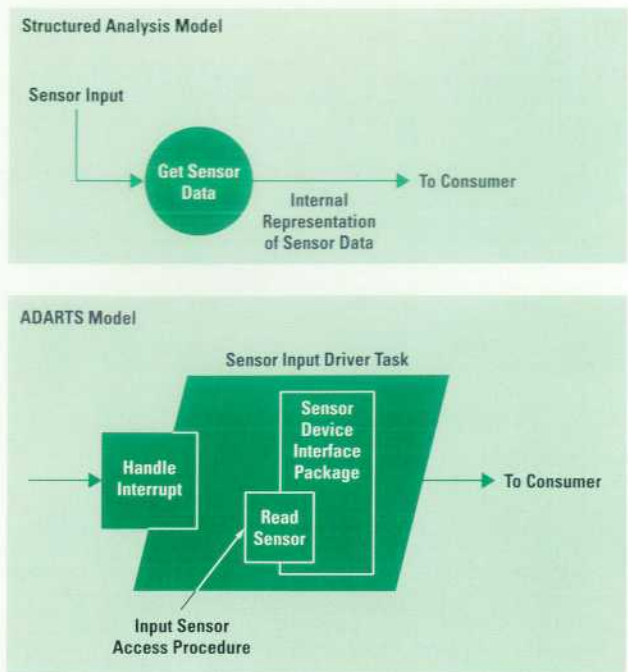 Structured Analysis Model
Sensor Input
Get Sensor
Data
To Consumer
Internal
Representation
of Sensor Data
ADARTS Model
Sensor Input Driver Task
Handle
Interrupt
Sensor
Device
Interface
Package
Read
Sensor
To Consumer
Input Sensor
Access Procedure